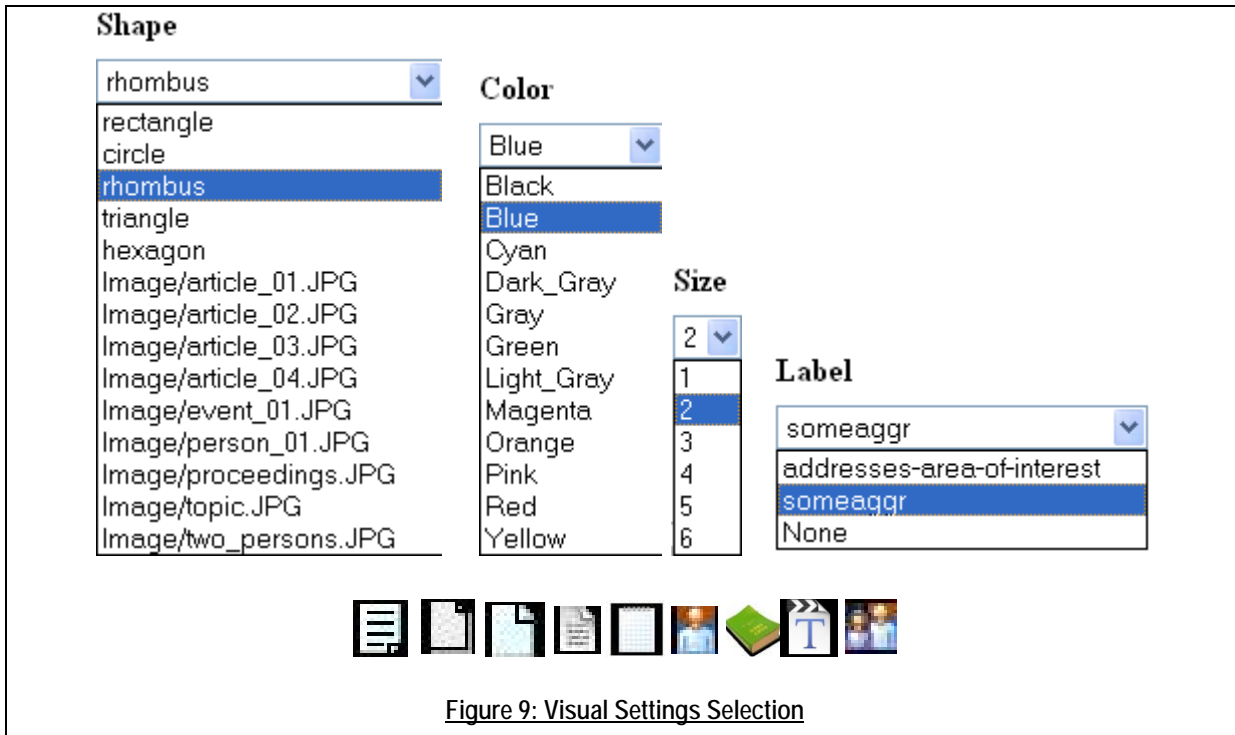 Shape
rhombus
rectangle
circle
rhombus
triangle
hexagon
Image/article_01.JPG
Image/article_02.JPG
Image/article_03.JPG
Image/article_04.JPG
Image/event_01.JPG
Image/person_01.JPG
Image/proceedings.JPG
Image/topic.JPG
Image/two_persons.JPG
Color
Blue
Black
Blue
Cyan
Dark_Gray
Gray
Green
Light_Gray
Magenta
Orange
Pink
Red
Yellow
Size
2
1
2
3
4
5
6
Label
someaggr
addresses-area-of-interest
someaggr
None
T
Figure 9: Visual Settings Selection